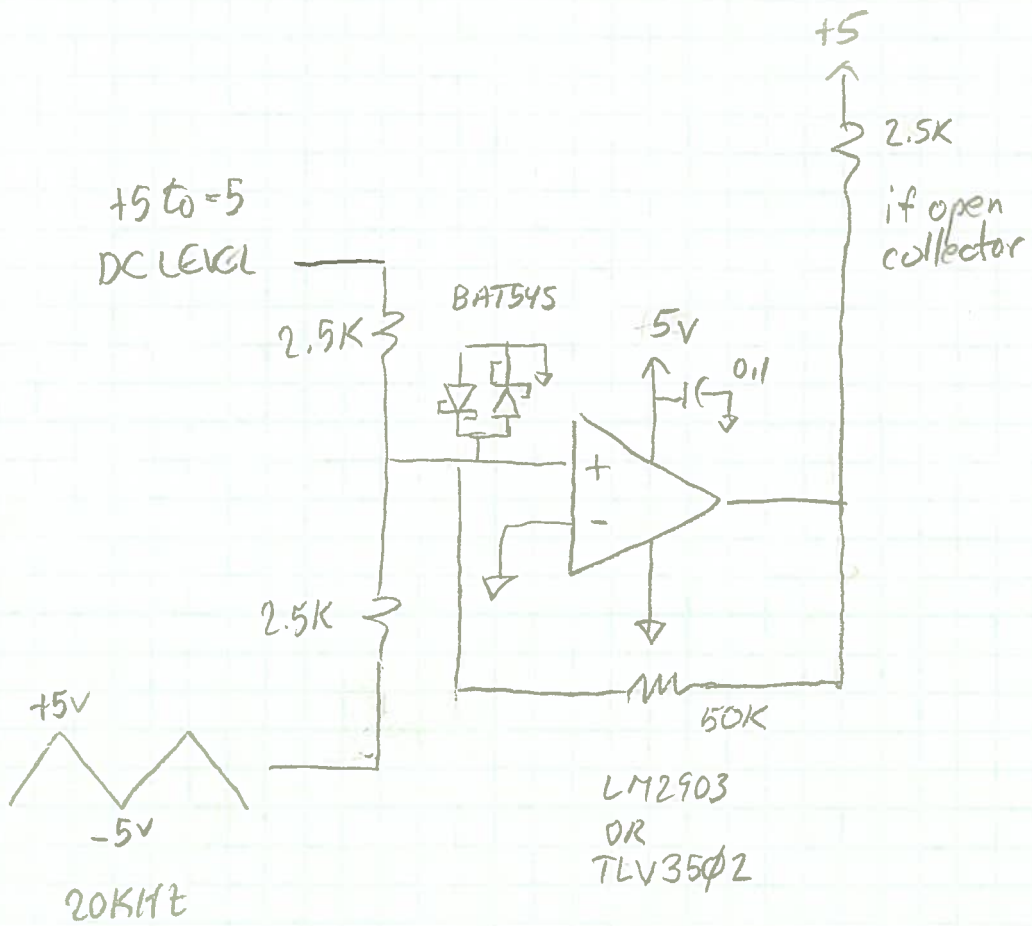 +5
2.5K
if open
collector
+5 to -5
DC LEVEL
2.5K
BAT54S
+5V
0.1
+
-
2.5K
50K
+5V
-5V
20KHz
LM2903
OR
TLV3502